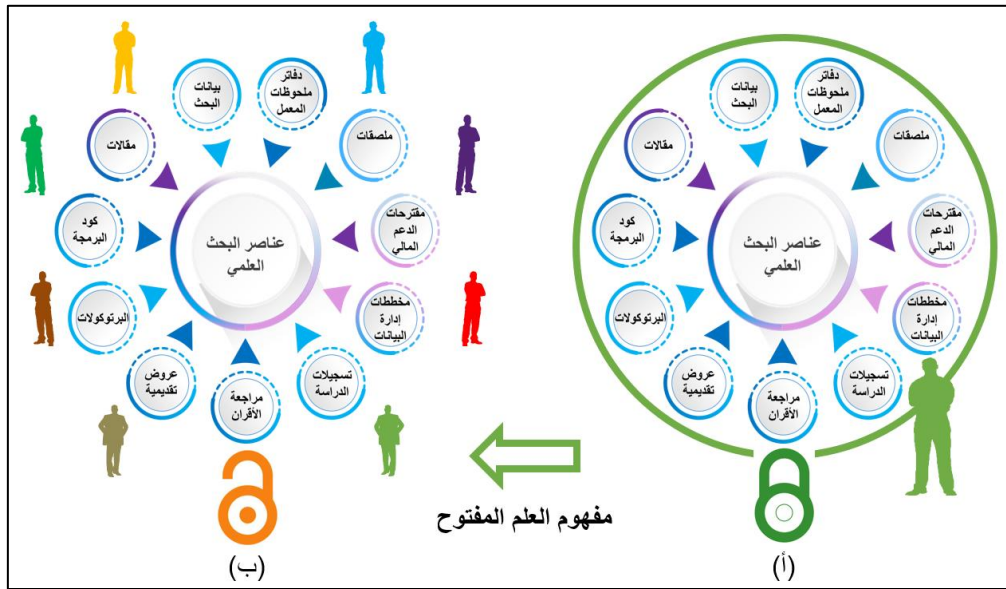 دفاتر
ملحوظات
المعمل
ملصقات
مقترحات
الدعم
المالي
مخططات
إدارة
البيانات
تسجيلات
الدراسة
مراجعة
الأقران
عروض
تقديمية
البرتوكولات
كود
البرمجة
مقالات
بيانات
البحث
عناصر البحث
العلمي
(أ)
مفهوم العلم المفتوح
دفاتر
ملحوظات
المعمل
ملصقات
مقترحات
الدعم
المالي
مخططات
إدارة
البيانات
تسجيلات
الدراسة
مراجعة
الأقران
عروض
تقديمية
البرتوكولات
كود
البرمجة
مقالات
بيانات
البحث
عناصر البحث
العلمي
(ب)